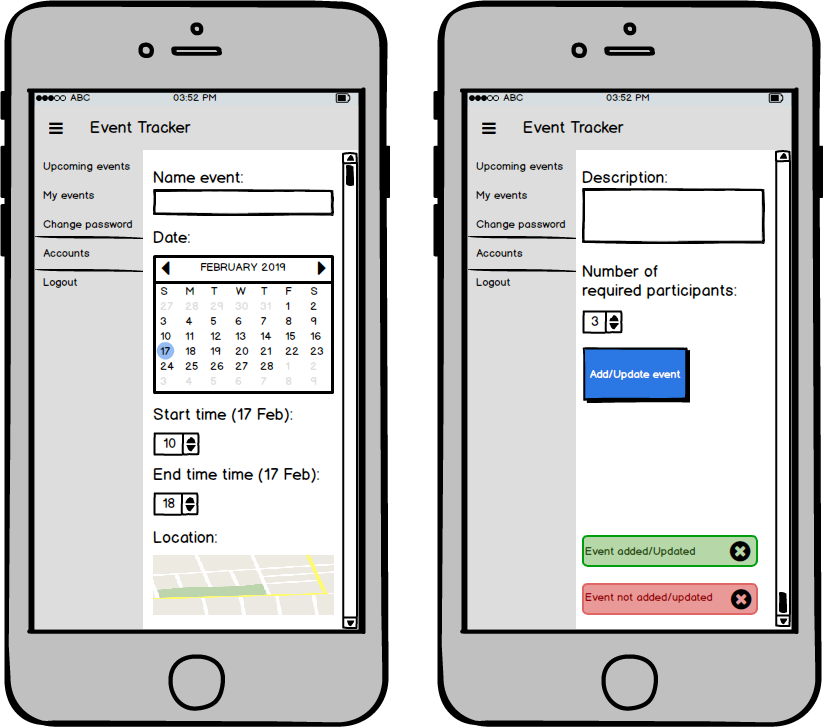 ABC 03:52 PM
Event Tracker
Upcoming events
My events
Change password
Accounts
Logout
Name event:
Date:
FEBRUARY 2019
S M T W T F S
27 28 29 30 31 1 2
3 4 5 6 7 8 9
10 11 12 13 14 15 16
17 18 19 20 21 22 23
24 25 26 27 28 1 2
3 4 5 6 7 8 9
Start time (17 Feb):
10
End time time (17 Feb):
18
Location:
ABC 03:52 PM
Event Tracker
Upcoming events
My events
Change password
Accounts
Logout
Description:
Number of
required participants:
3
Add/Update event
Event added/Updated
Event not added/updated